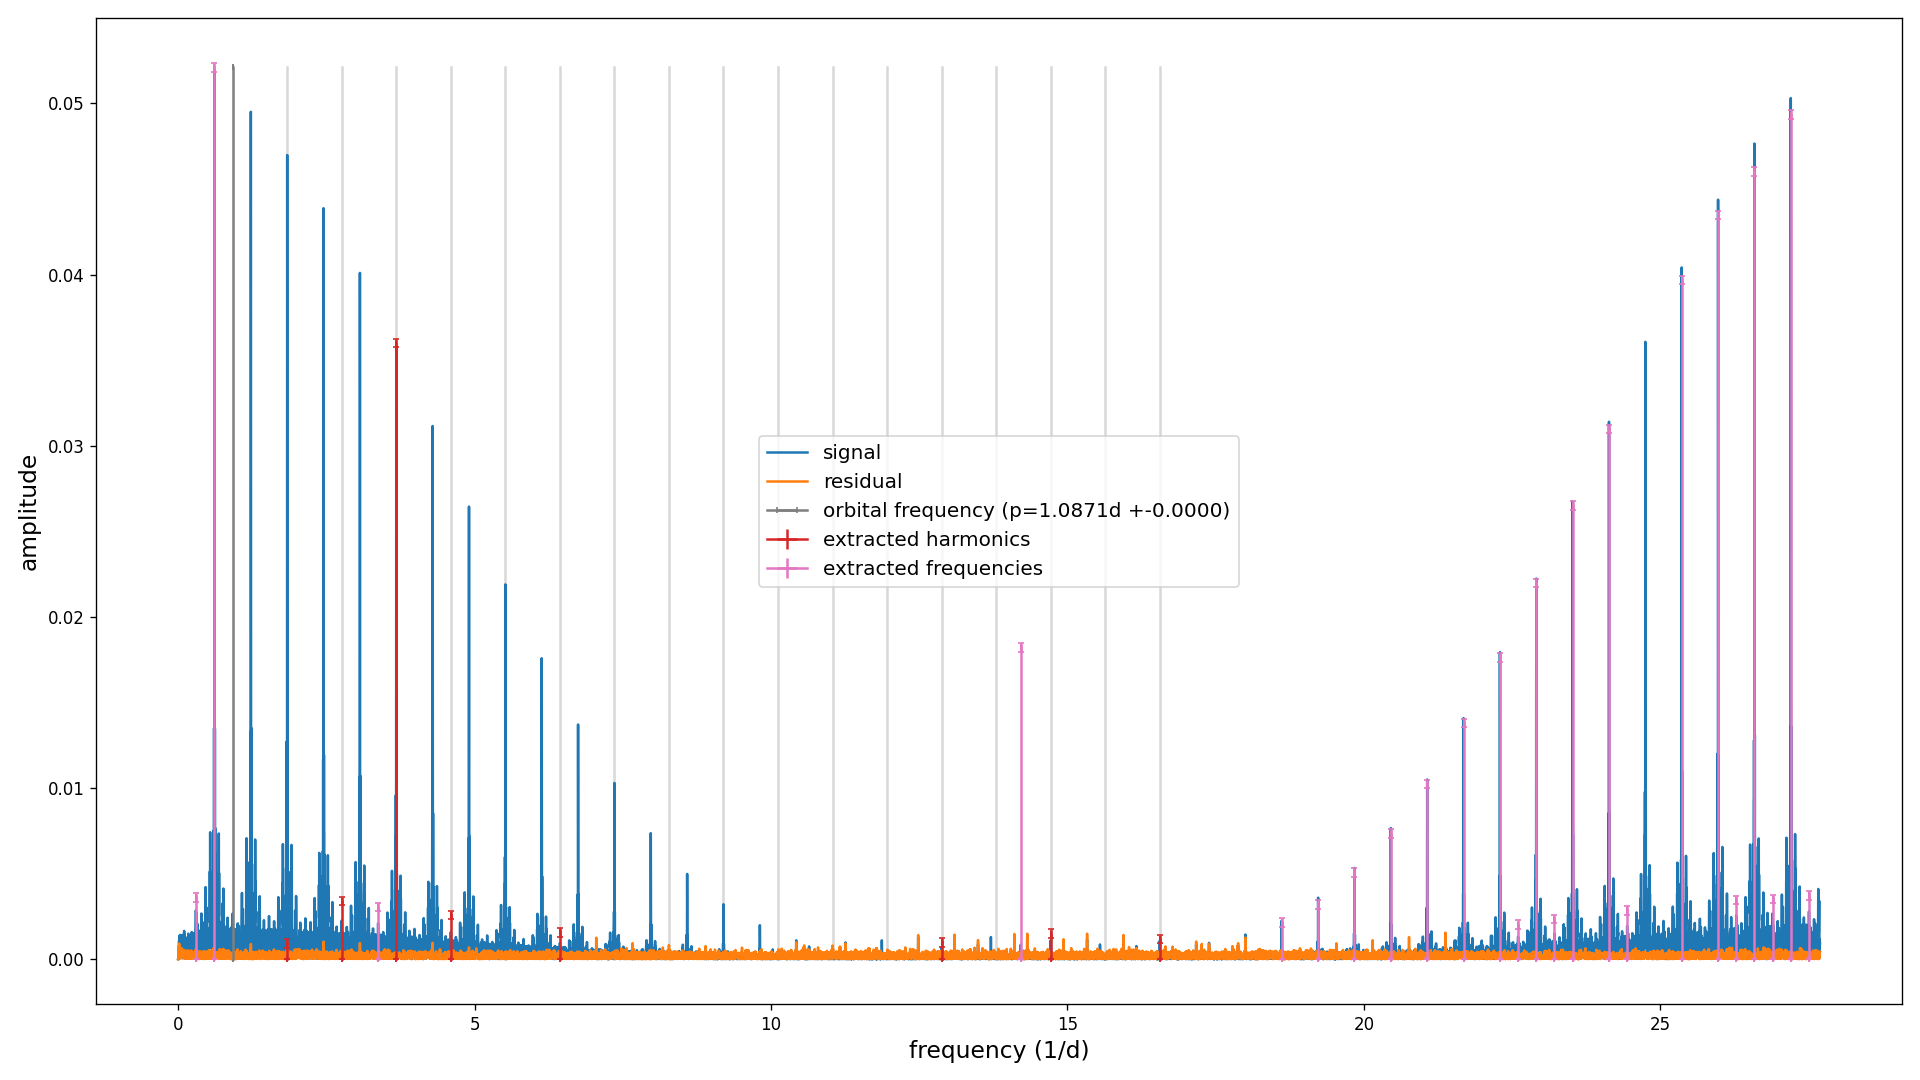 amplitude
0.05
0.04
0.03
0.02
0.01
0.00
signal
residual
orbital frequency (p=1.0871d +-0.0000)
extracted harmonics
extracted frequencies
0
5
10
15
20
25
frequency (1/d)